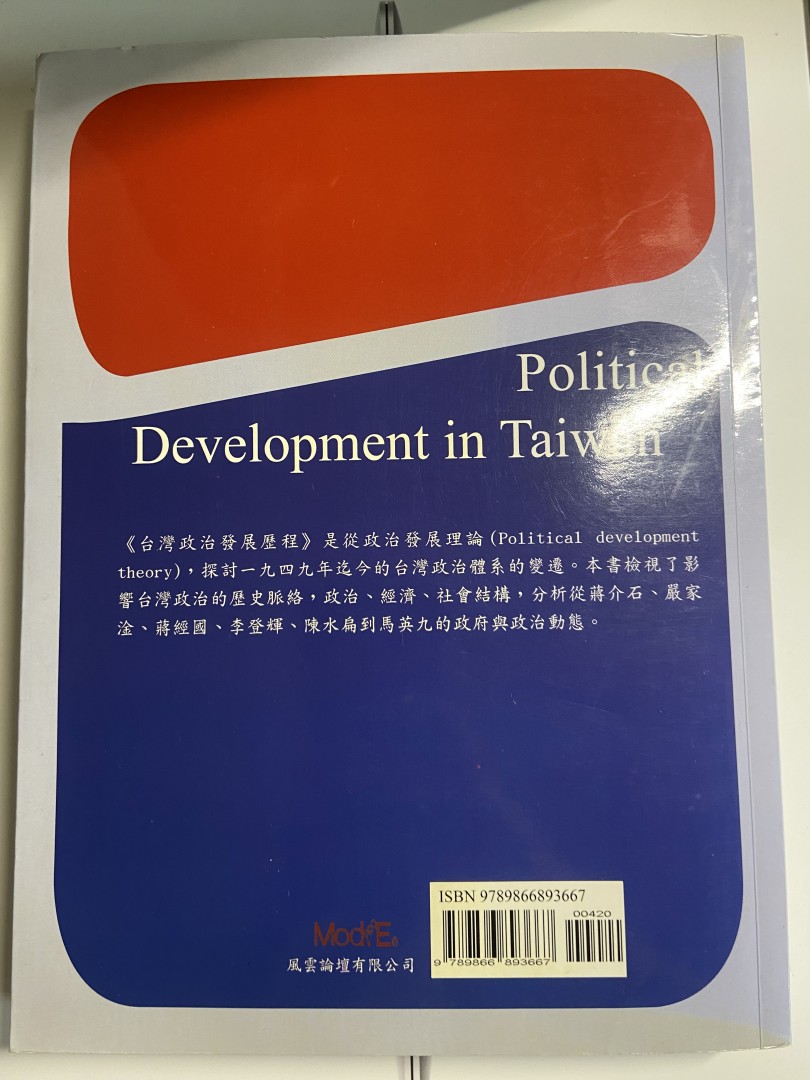 Political
Development in Taiwan
《台灣政治發展歷程》是從政治發展理論(Political development
theory)，探討一九四九年迄今的台灣政治體系的變遷。本書檢視了影
響台灣政治的歷史脈絡，政治、經濟、社會結構，分析從蔣介石、嚴家
淦、蔣經國、李登輝、陳水扁到馬英九的政府與政治動態。
ISBN 9789866893667
00420
9 789866 893667
ModE
風雲論壇有限公司